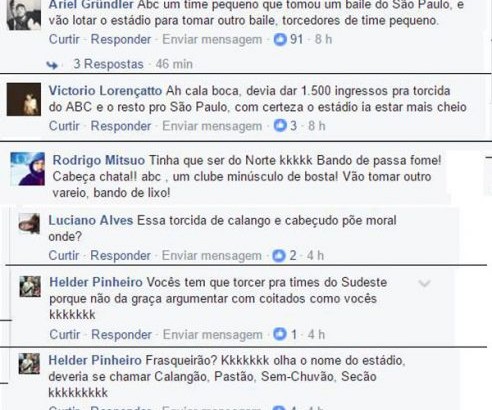 Ariel Gründler Abc um time pequeno que tomou um baile do São Paulo, e
vão lotar o estádio para tomar outro baile, torcedores de time pequeno.
Curtir · Responder · Enviar mensagem · 91 · 8 h
3 Respostas · 46 min
Victorio Lorençatto Ah cala boca, devia dar 1.500 ingressos pra torcida
do ABC e o resto pro São Paulo, com certeza o estádio ia estar mais cheio
Curtir · Responder · Enviar mensagem · 3 · 8 h
Rodrigo Mitsuo Tinha que ser do Norte kkkkk Bando de passa fome!
Cabeça chata!! abc , um clube minúsculo de bosta! Vão tomar outro
vareio, bando de lixo!
Luciano Alves Essa torcida de calango e cabeçudo põe moral
onde?
Curtir · Responder · Enviar mensagem · 2 · 4 h
Helder Pinheiro Vocês tem que torcer pra times do Sudeste
porque não da graça argumentar com coitados como vocês
kkkkkkk
Curtir · Responder · Enviar mensagem · 1 · 4 h
Helder Pinheiro Frasqueirão? Kkkkkkk olha o nome do estádio,
deveria se chamar Calangão, Pastão, Sem-Chuvão, Secão
kkkkkkkkk
Curtir · Responder · Enviar mensagem